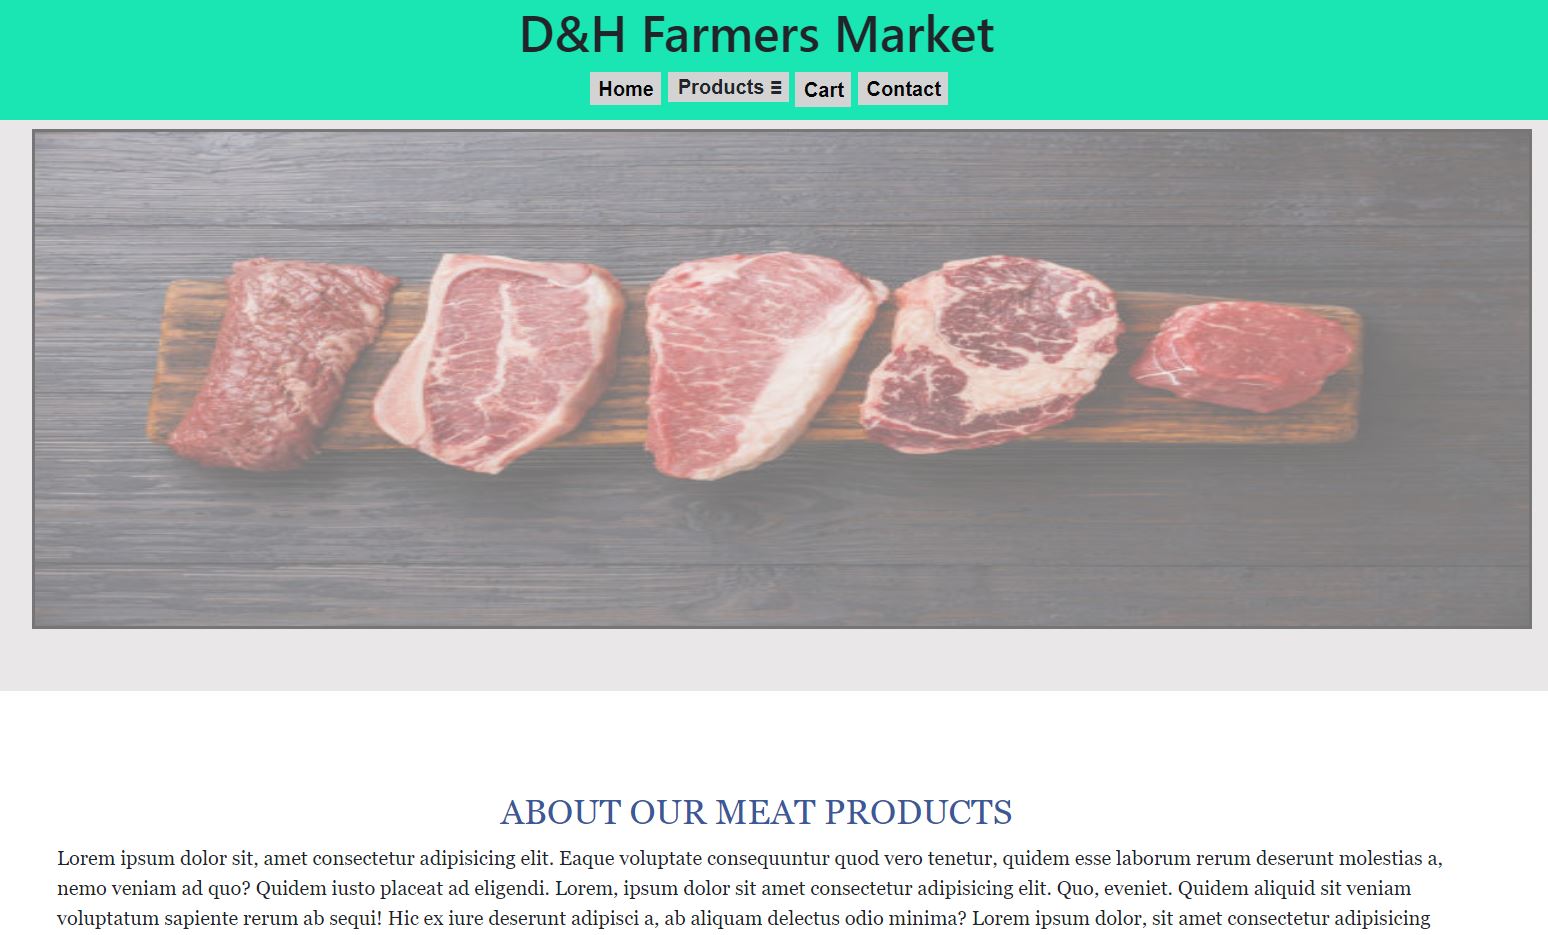 D&H Farmers Market
Home Products ☰ Cart Contact
ABOUT OUR MEAT PRODUCTS
Lorem ipsum dolor sit, amet consectetur adipisicing elit. Eaque voluptate consequuntur quod vero tenetur, quidem esse laborum rerum deserunt molestias a,
nemo veniam ad quo? Quidem iusto placeat ad eligendi. Lorem, ipsum dolor sit amet consectetur adipisicing elit. Quo, eveniet. Quidem aliquid sit veniam
voluptatum sapiente rerum ab sequi! Hic ex iure deserunt adipisci a, ab aliquam delectus odio minima? Lorem ipsum dolor, sit amet consectetur adipisicing